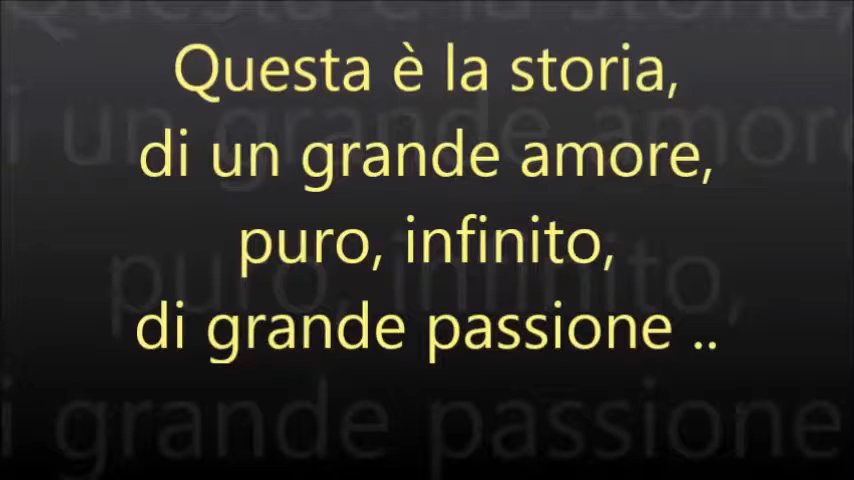 Questa è la storia,
di un grande amore,
puro, infinito,
di grande passione ..